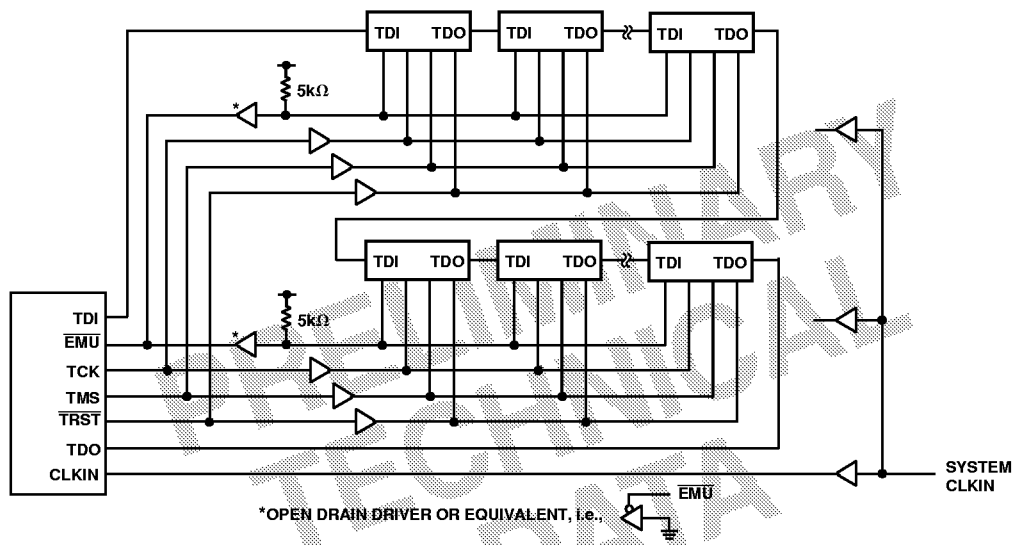 TDI TDO TDI TDO TDI TDO
5kΩ
*
TDI TDO TDI TDO TDI TDO
5kΩ
*
TDI
EMU
TCK
TMS
TRST
TDO
CLKIN
SYSTEM
CLKIN
*OPEN DRAIN DRIVER OR EQUIVALENT, i.e.,
EMU
PRELIMINARY
TECHNICAL
DATA